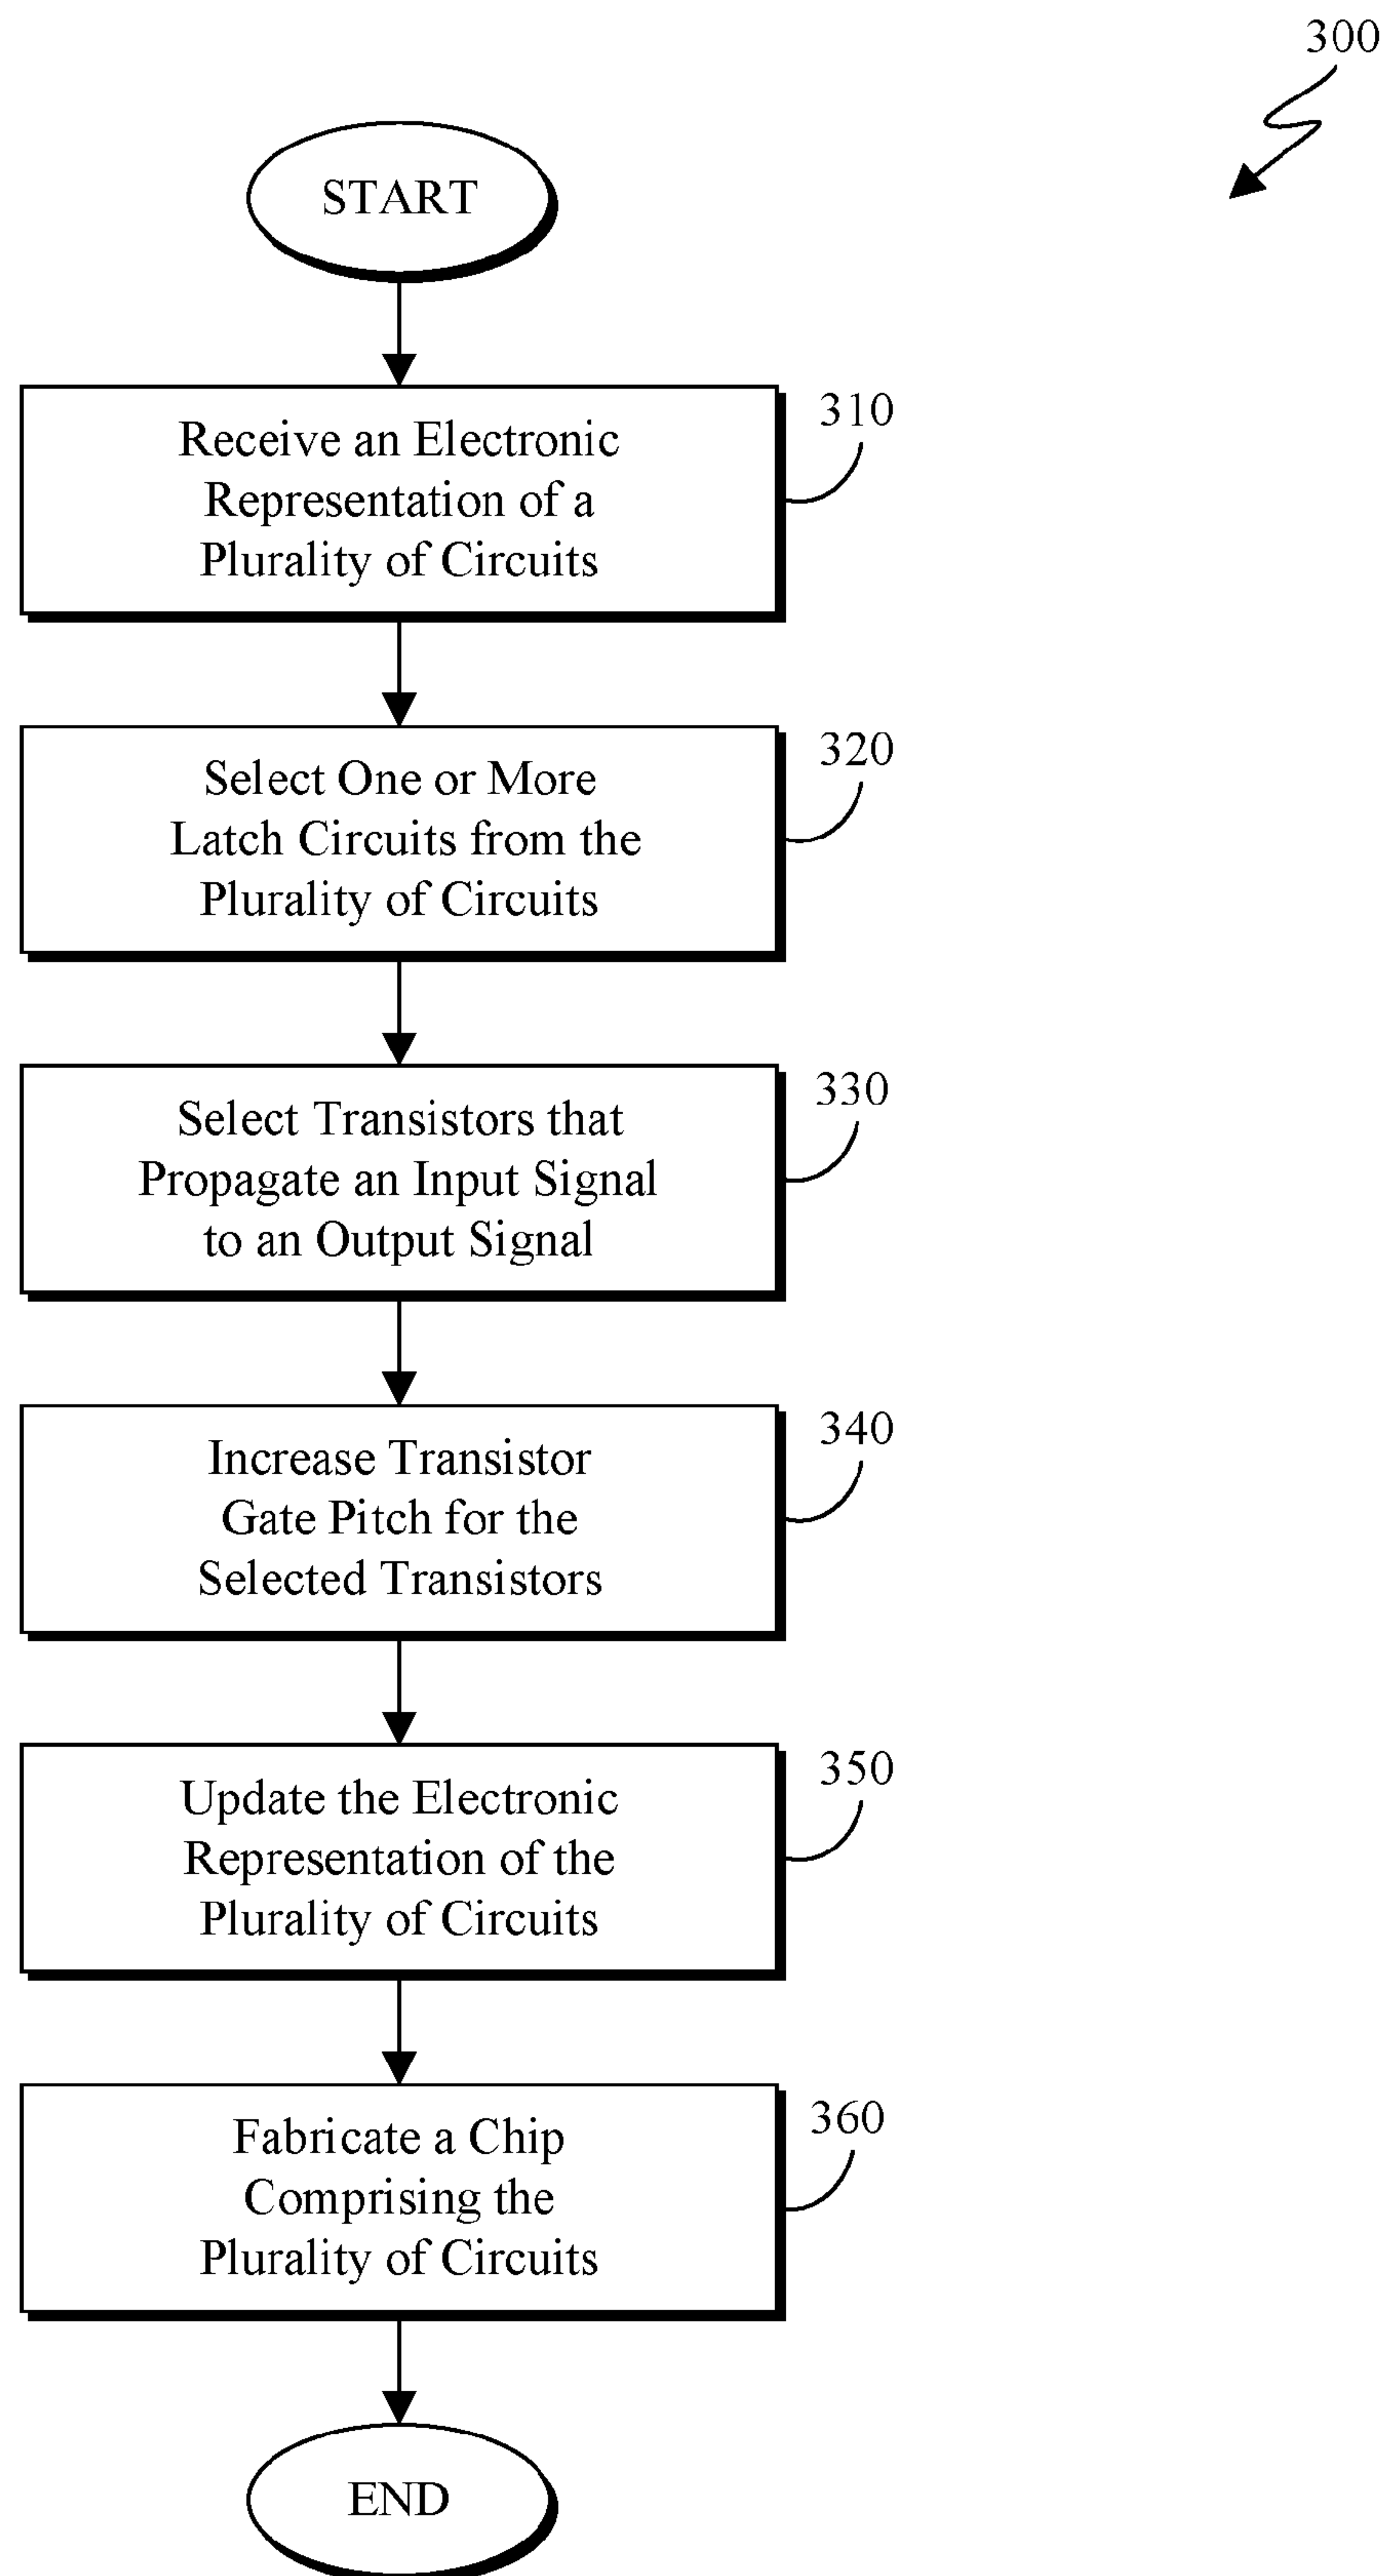 300
START
Receive an Electronic
Representation of a
Plurality of Circuits
310
Select One or More
Latch Circuits from the
Plurality of Circuits
320
Select Transistors that
Propagate an Input Signal
to an Output Signal
330
Increase Transistor
Gate Pitch for the
Selected Transistors
340
Update the Electronic
Representation of the
Plurality of Circuits
350
Fabricate a Chip
Comprising the
Plurality of Circuits
360
END